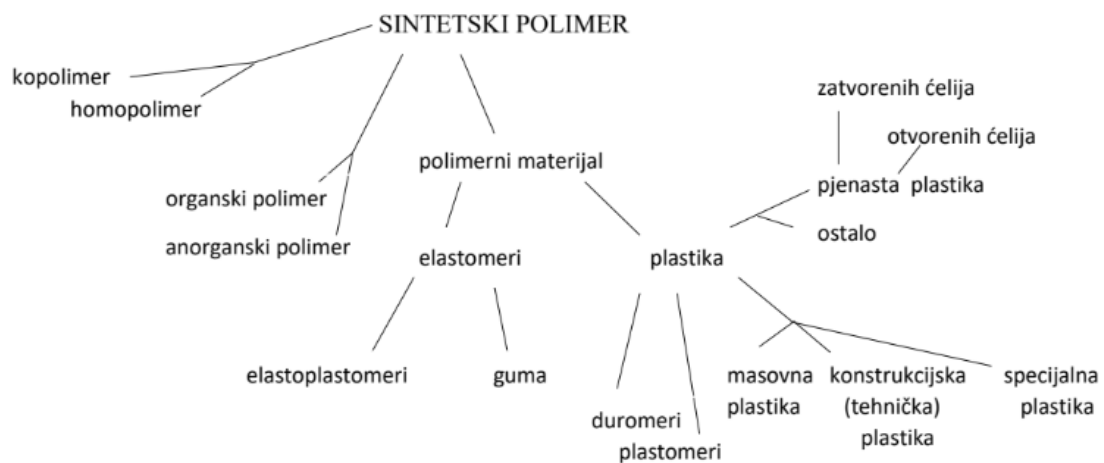 SINTETSKI POLIMER
kopolimer
homopolimer
zatvorenih ćelija
otvorenih ćelija
polimerni materijal
pjenasta plastika
organski polimer
anorganski polimer
ostalo
elastomeri
plastika
elastoplastomeri
guma
masovna
plastika
konstrukcijska
(tehnička)
plastika
specijalna
plastika
duromeri
plastomeri